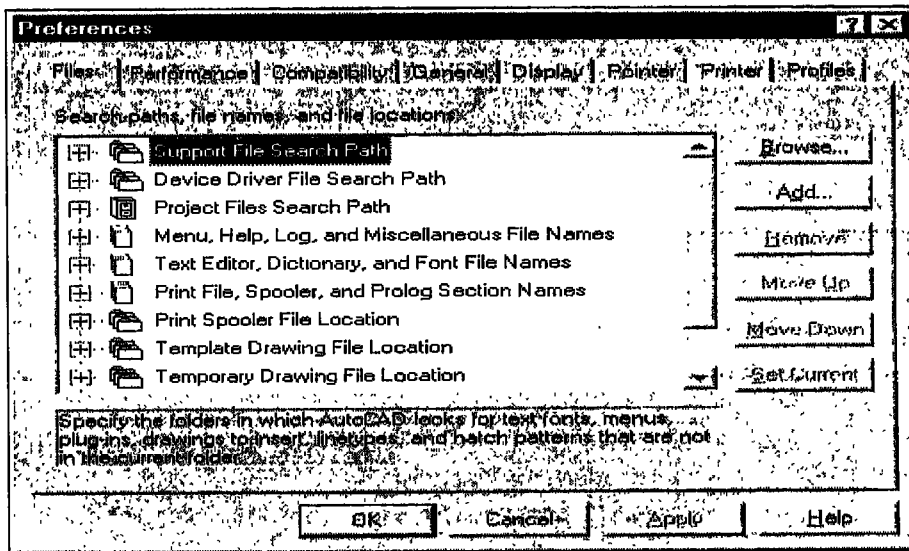 Preferences
Files Performance Compatibility General Display Pointer Printer Profiles
Search paths, file names, and file locations:
Support File Search Path
Device Driver File Search Path
Project Files Search Path
Menu, Help, Log, and Miscellaneous File Names
Text Editor, Dictionary, and Font File Names
Print File, Spooler, and Prolog Section Names
Print Spooler File Location
Template Drawing File Location
Temporary Drawing File Location
Browse...
Add...
Remove
Move Up
Move Down
Set Current
Specify the folders in which AutoCAD looks for text fonts, menus,
plug-ins, drawings to insert, linetypes, and hatch patterns that are not
in the current folder.
OK Cancel Apply Help